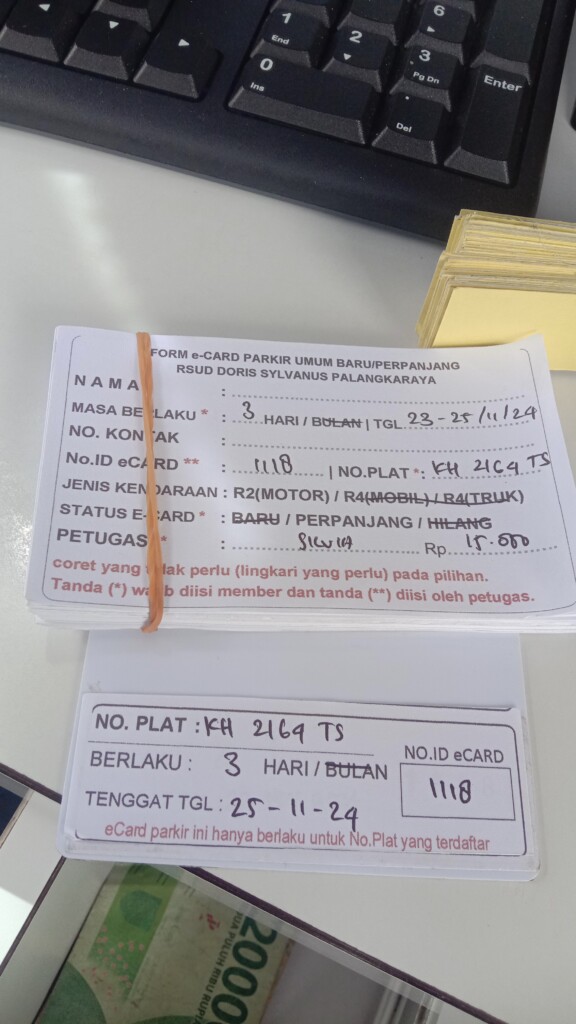 1
End
2
3
Pg Dn
6
0
Ins
.
Del
Enter
FORM e-CARD PARKIR UMUM BARU/PERPANJANG
RSUD DORIS SYLVANUS PALANGKARAYA
NAMA :
MASA BERLAKU * : 3 HARI / BULAN | TGL 23-25/11/24
NO. KONTAK :
No.ID eCARD ** : 1118 | NO.PLAT *: KH 2164 TS
JENIS KENDARAAN : R2(MOTOR) / R4(MOBIL) / R4(TRUK)
STATUS E-CARD * : BARU / PERPANJANG / HILANG
PETUGAS ** : SILVIA Rp 15.000
coret yang tidak perlu (lingkari yang perlu) pada pilihan.
Tanda (*) wajib diisi member dan tanda (**) diisi oleh petugas.
NO. PLAT : KH 2164 TS
BERLAKU : 3 HARI / BULAN
NO.ID eCARD
1118
TENGGAT TGL : 25-11-24
eCard parkir ini hanya berlaku untuk No.Plat yang terdaftar
2000
PULUH RIBU RUPIAH